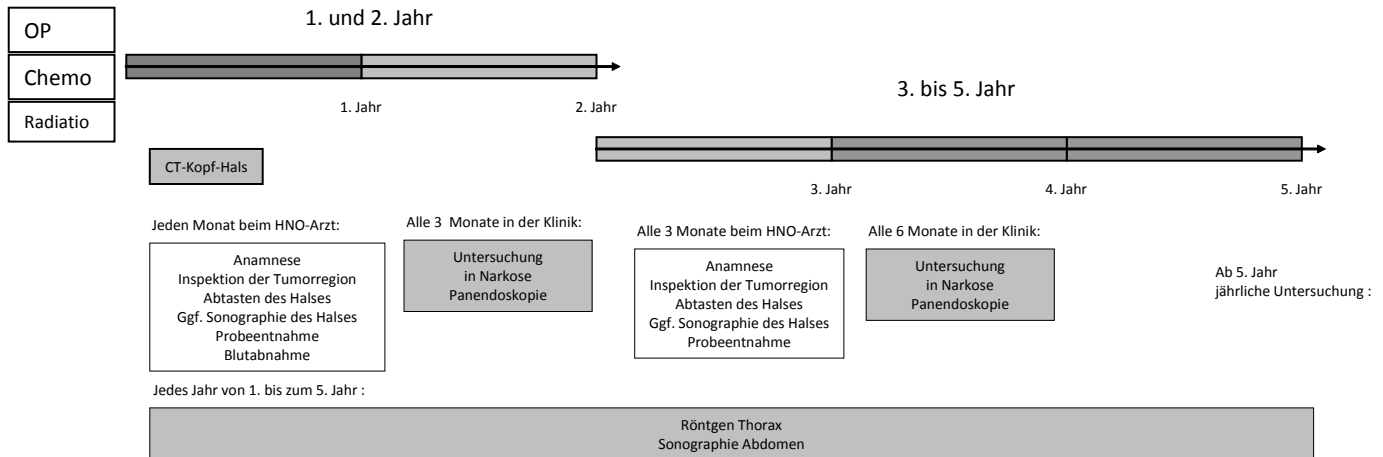 OP
Chemo
Radiatio
1. und 2. Jahr
1. Jahr
2. Jahr
3. bis 5. Jahr
3. Jahr
4. Jahr
5. Jahr
CT-Kopf-Hals
Jeden Monat beim HNO-Arzt:
Anamnese
Inspektion der Tumorregion
Abtasten des Halses
Ggf. Sonographie des Halses
Probeentnahme
Blutabnahme
Alle 3 Monate in der Klinik:
Untersuchung
in Narkose
Panendoskopie
Alle 3 Monate beim HNO-Arzt:
Anamnese
Inspektion der Tumorregion
Abtasten des Halses
Ggf. Sonographie des Halses
Probeentnahme
Alle 6 Monate in der Klinik:
Untersuchung
in Narkose
Panendoskopie
Ab 5. Jahr
jährliche Untersuchung :
Jedes Jahr von 1. bis zum 5. Jahr :
Röntgen Thorax
Sonographie Abdomen